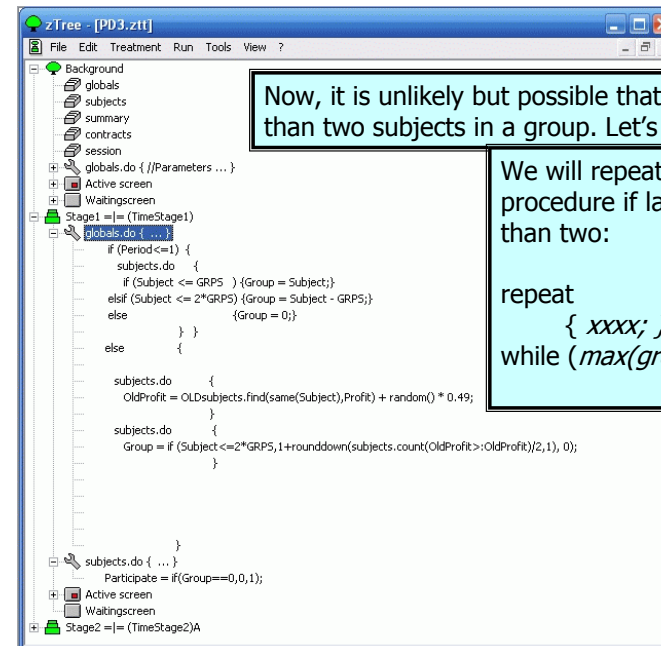 zTree - [PD3.ztt]
File Edit Treatment Run Tools View ?
Background
globals
subjects
summary
contracts
session
globals.do { //Parameters ... }
Active screen
Waitingscreen
Stage1 =|= (TimeStage1)
globals.do { ... }
if (Period<=1) {
subjects.do {
if (Subject <= GRPS ) {Group = Subject;}
elsif (Subject <= 2*GRPS) {Group = Subject - GRPS;}
else {Group = 0;}
} }
else {
subjects.do {
OldProfit = OLDsubjects.find(same(Subject),Profit) + random() * 0.49;
}
subjects.do {
Group = if (Subject<=2*GRPS,1+rounddown(subjects.count(OldProfit>:OldProfit)/2,1), 0);
}
}
subjects.do { ... }
Participate = if(Group==0,0,1);
Active screen
Waitingscreen
Stage2 =|= (TimeStage2)A
Now, it is unlikely but possible that
than two subjects in a group. Let's
We will repeat
procedure if la
than two:
repeat
{ xxxx; }
while (max(gr